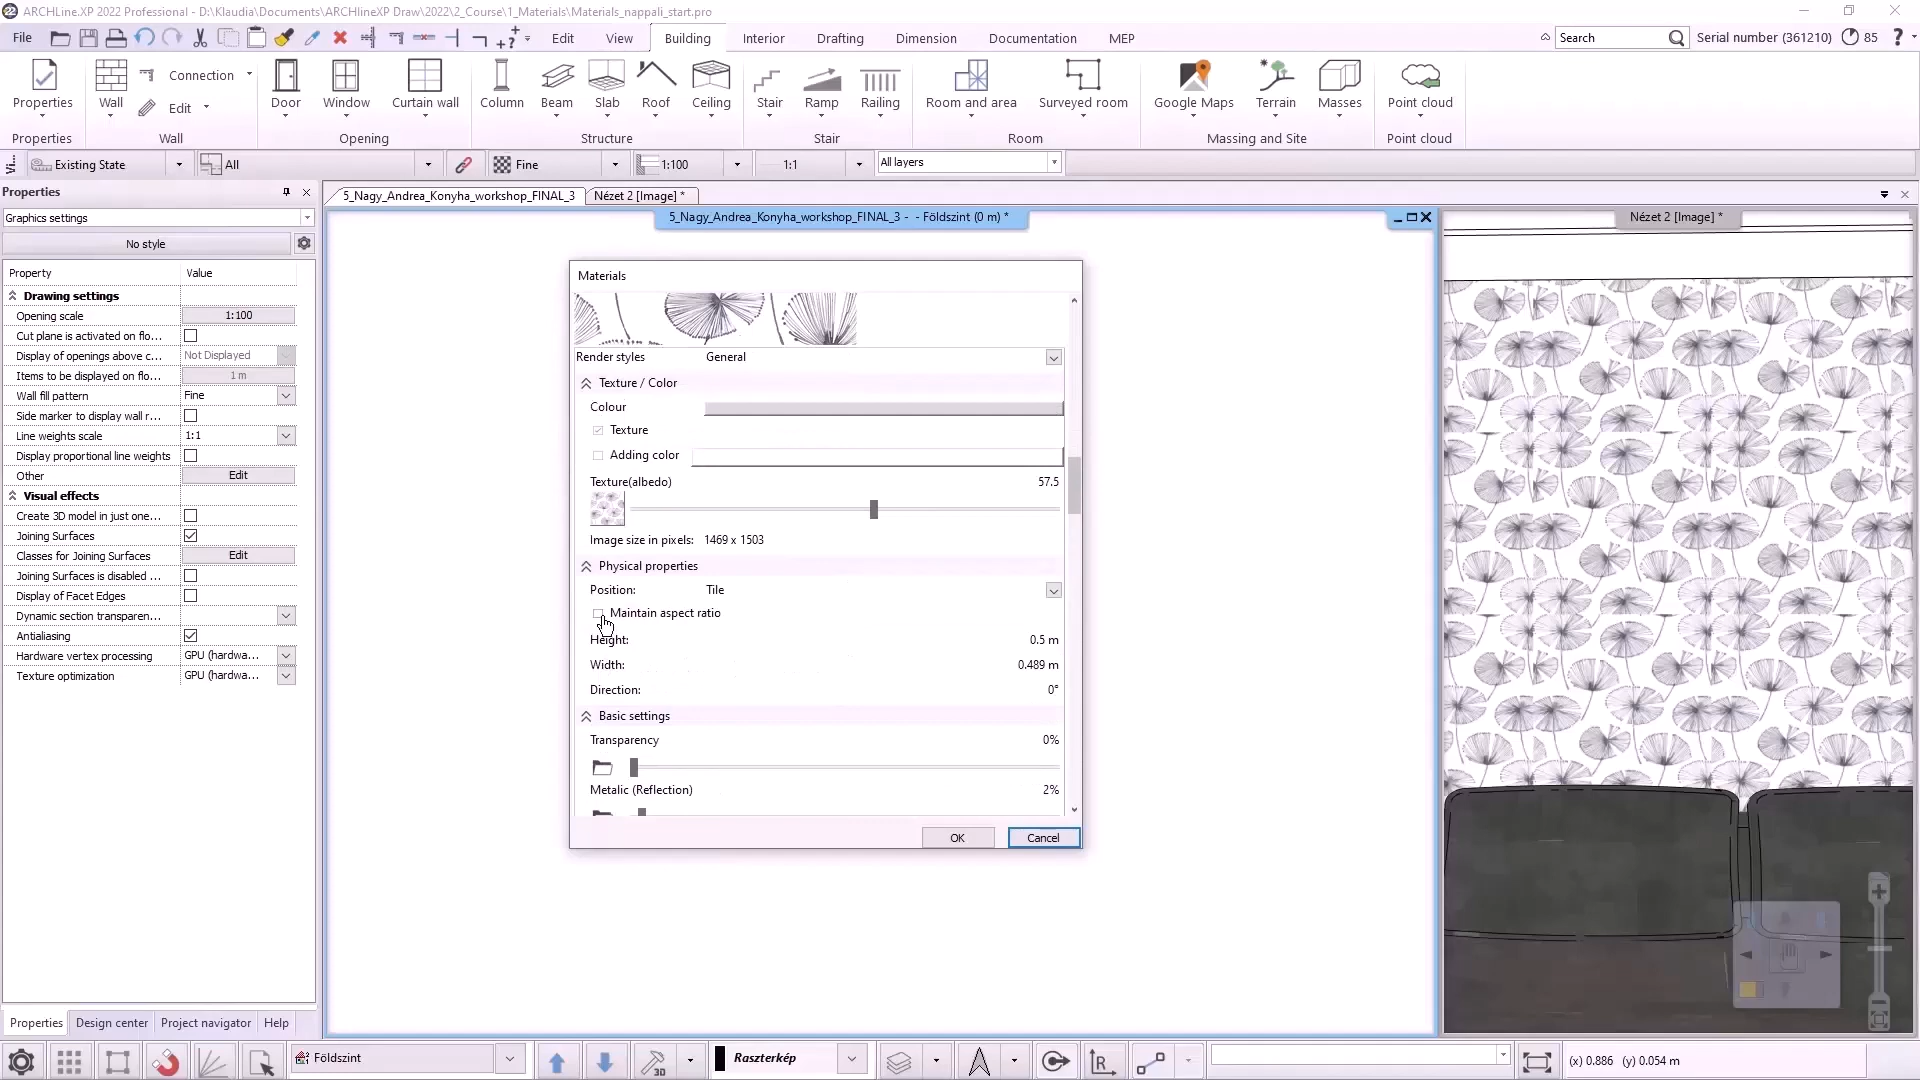 ARCHLine.XP 2022 Professional - D:\Klaudia\Documents\ARCHlineXP Draw\2022\2_Course\1_Materials\Materials_nappali_start.pro
File Edit View Building Interior Drafting Dimension Documentation MEP Search Serial number (361210) 85 ?
Properties Wall Connection Edit Door Window Curtain wall Column Beam Slab Roof Ceiling Stair Ramp Railing Room and area Surveyed room Google Maps Terrain Masses Point cloud
Properties Wall Opening Structure Stair Room Massing and Site Point cloud
Existing State All Fine 1:100 1:1 All layers
Properties
5_Nagy_Andrea_Konyha_workshop_FINAL_3 Nézet 2 [Image] *
5_Nagy_Andrea_Konyha_workshop_FINAL_3 - - Földszint (0 m) *
Nézet 2 [Image] *
Graphics settings
No style
Property Value
Drawing settings
Opening scale 1:100
Cut plane is activated on flo...
Display of openings above c... Not Displayed
Items to be displayed on flo... 1 m
Wall fill pattern Fine
Side marker to display wall r...
Line weights scale 1:1
Display proportional line weights
Other Edit
Visual effects
Create 3D model in just one...
Joining Surfaces
Classes for Joining Surfaces Edit
Joining Surfaces is disabled ...
Display of Facet Edges
Dynamic section transparen...
Antialiasing
Hardware vertex processing GPU (hardwa...
Texture optimization GPU (hardwa...
Materials
Render styles General
Texture / Color
Colour
Texture
Adding color
Texture(albedo) 57.5
Image size in pixels: 1469 x 1503
Physical properties
Position: Tile
Maintain aspect ratio
Height: 0.5 m
Width: 0.489 m
Direction: 0°
Basic settings
Transparency 0%
Metalic (Reflection) 2%
OK Cancel
Properties Design center Project navigator Help
Földszint 3D Raszterkép R (x) 0.886 (y) 0.054 m